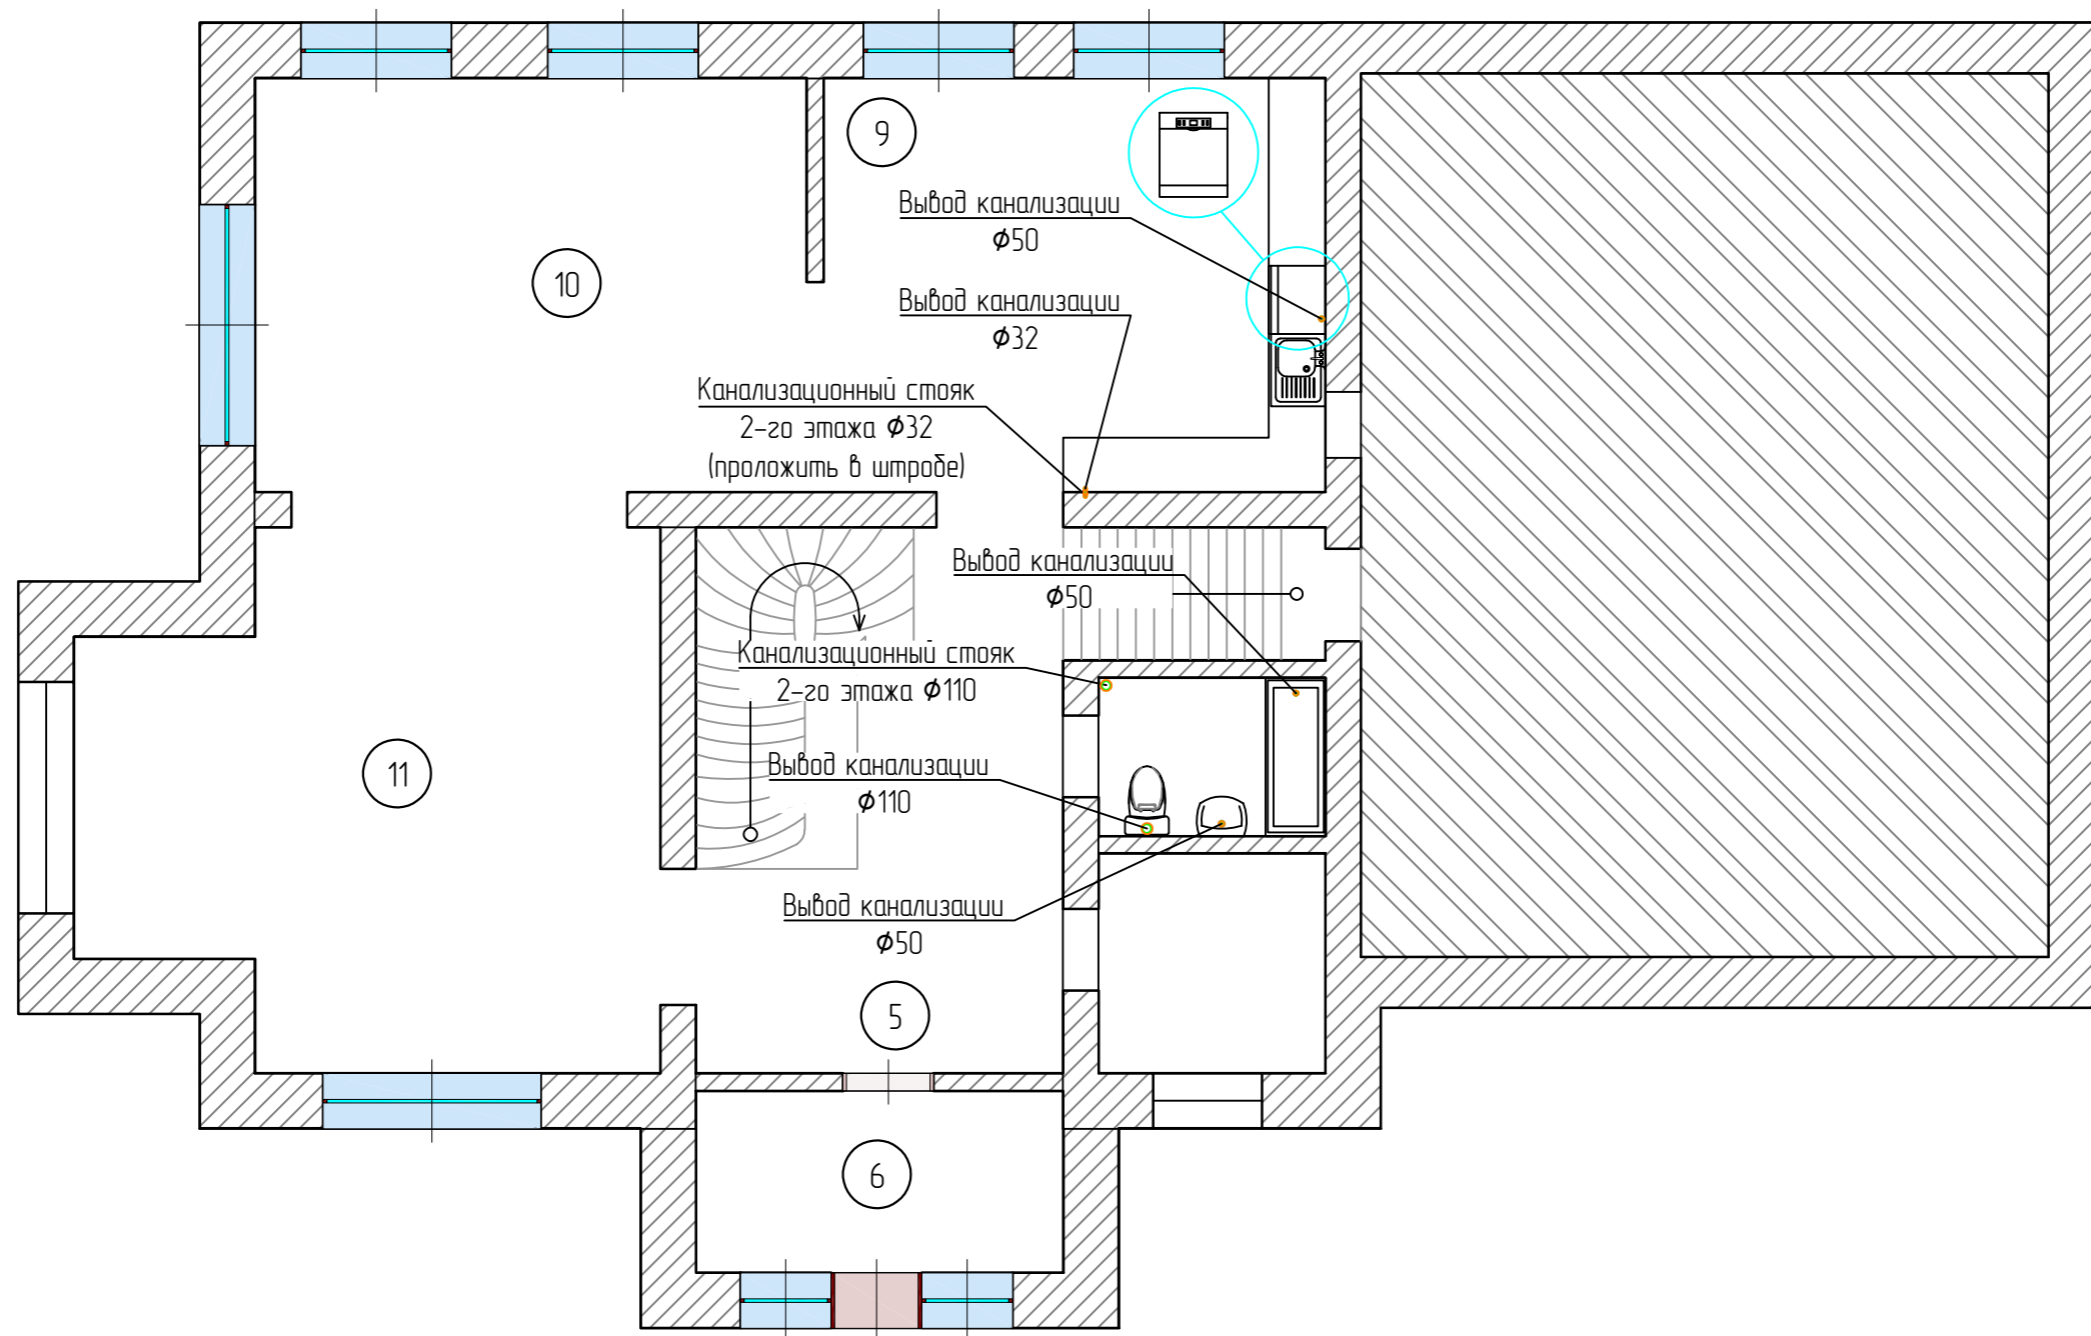 9
Вывод канализации
Ф50
10
Вывод канализации
Ф32
Канализационный стояк
2-го этажа Ф32
(проложить в штробе)
Вывод канализации
Ф50
Канализационный стояк
2-го этажа Ф110
11
Вывод канализации
Ф110
Вывод канализации
Ф50
5
6